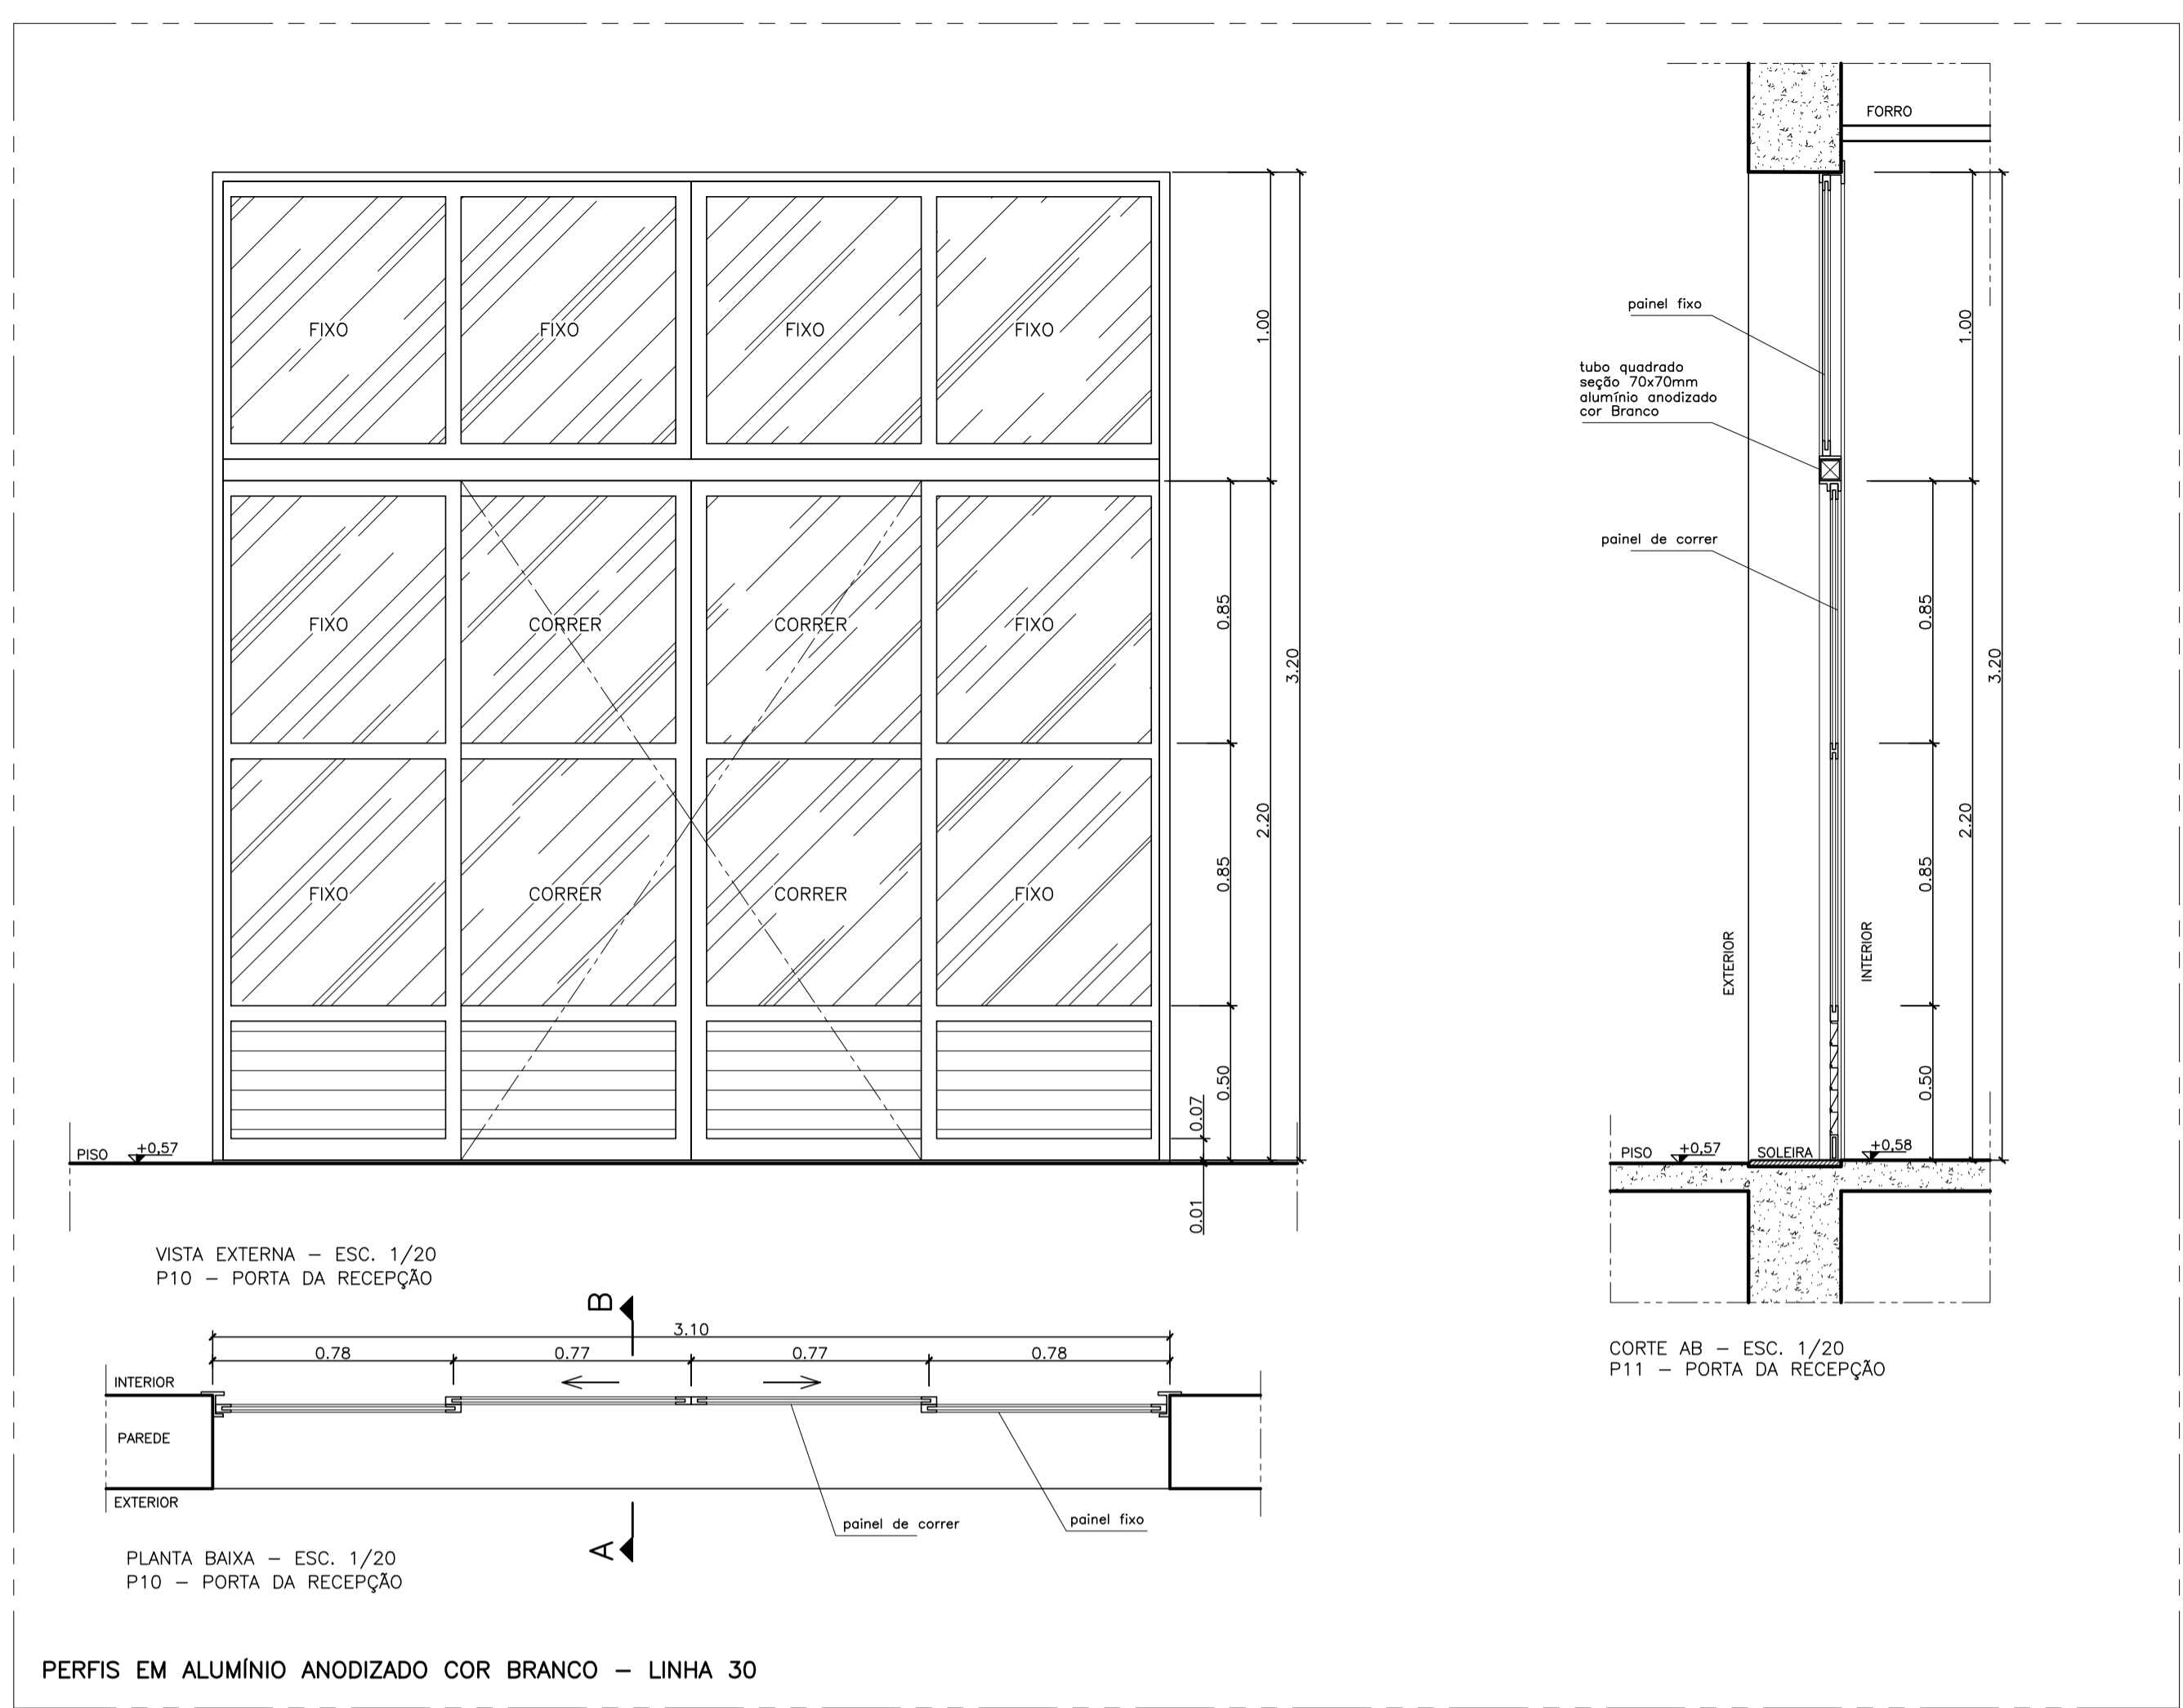 FIXO
FIXO
FIXO
FIXO
1.00
FIXO
CORRER
CORRER
FIXO
0.85
3.20
FIXO
CORRER
CORRER
FIXO
0.85
2.20
0.50
0.07
0.01
PISO
+0,57
VISTA EXTERNA – ESC. 1/20
P10 – PORTA DA RECEPÇÃO
B
3.10
0.78
0.77
0.77
0.78
INTERIOR
PAREDE
EXTERIOR
A
painel de correr
painel fixo
PLANTA BAIXA – ESC. 1/20
P10 – PORTA DA RECEPÇÃO
PERFIS EM ALUMÍNIO ANODIZADO COR BRANCO – LINHA 30
FORRO
painel fixo
tubo quadrado
seção 70x70mm
alumínio anodizado
cor Branco
painel de correr
1.00
0.85
3.20
2.20
0.85
0.50
EXTERIOR
INTERIOR
PISO
+0,57
SOLEIRA
+0,58
CORTE AB – ESC. 1/20
P11 – PORTA DA RECEPÇÃO